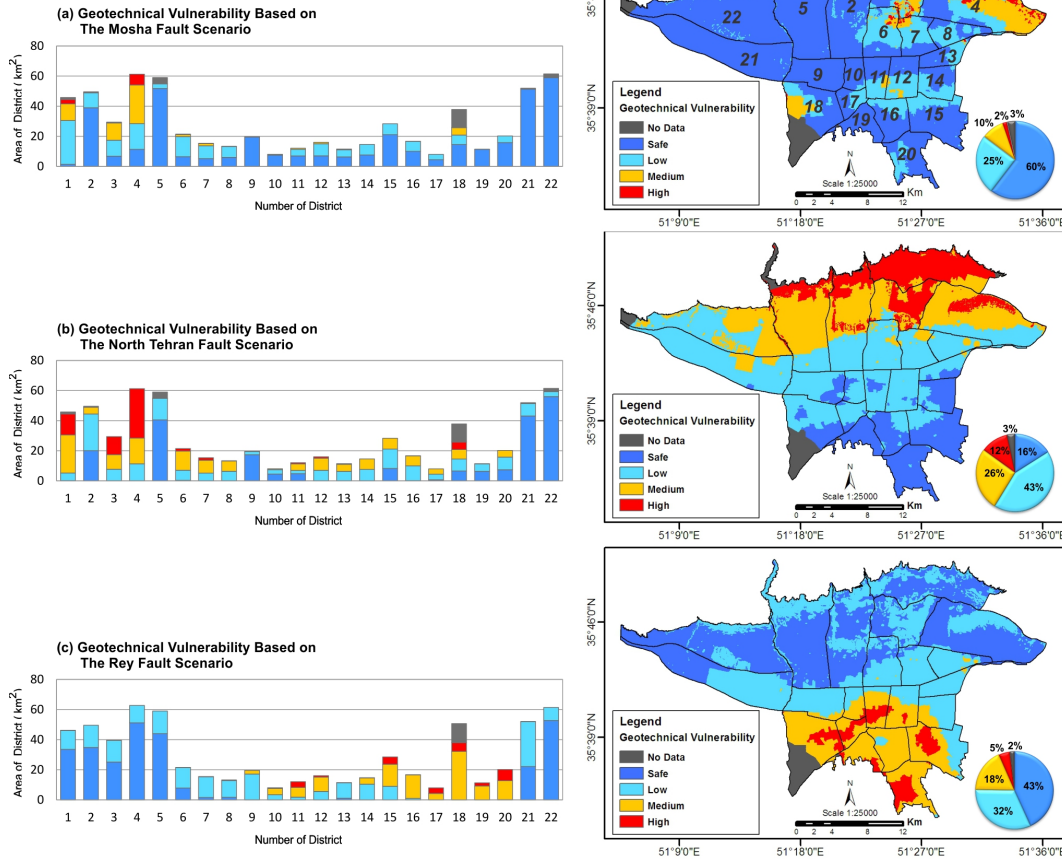 (a) Geotechnical Vulnerability Based on
The Mosha Fault Scenario
Area of District / km2)
80
60
40
20
0
1 2 3 4 5 6 7 8 9 10 11 12 13 14 15 16 17 18 19 20 21 22
Number of District
35°
22 5 2 4
6 7 8
21 13
9 10 11 12 14
18 17
19 16 15
20
35°39'0"N
Legend
Geotechnical Vulnerability
No Data
Safe
Low
Medium
High
N
Scale 1:25000
Km
0 2 4 8 12
10% 2% 3%
25%
60%
51°9'0"E 51°18'0"E 51°27'0"E 51°36'0"E
(b) Geotechnical Vulnerability Based on
The North Tehran Fault Scenario
Area of District / km2)
80
60
40
20
0
1 2 3 4 5 6 7 8 9 10 11 12 13 14 15 16 17 18 19 20 21 22
Number of District
35°46'0"N
35°39'0"N
Legend
Geotechnical Vulnerability
No Data
Safe
Low
Medium
High
N
Scale 1:25000
Km
0 2 4 8 12
3%
12% 16%
26%
43%
51°9'0"E 51°18'0"E 51°27'0"E 51°36'0"E
(c) Geotechnical Vulnerability Based on
The Rey Fault Scenario
Area of District / km2)
80
60
40
20
0
1 2 3 4 5 6 7 8 9 10 11 12 13 14 15 16 17 18 19 20 21 22
Number of District
35°46'0"N
35°39'0"N
Legend
Geotechnical Vulnerability
No Data
Safe
Low
Medium
High
N
Scale 1:25000
Km
0 2 4 8 12
5% 2%
18% 43%
32%
51°9'0"E 51°18'0"E 51°27'0"E 51°36'0"E